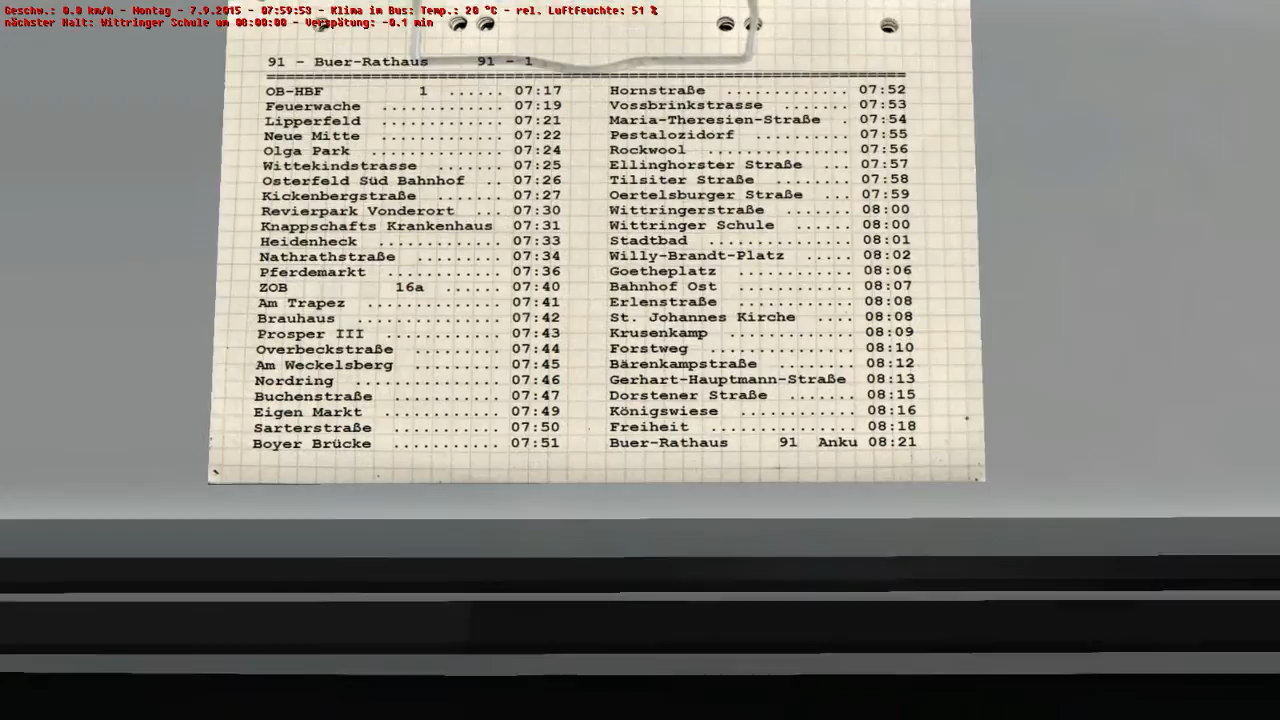 Geschw.: 0.0 km/h - Montag - 7.9.2015 - 07:59:53 - Klima im Bus: Temp.: 20 °C - rel. Luftfeuchte: 51 %
nächster Halt: Wittringer Schule um 08:00:00 - Verspätung: -0.1 min
91 - Buer-Rathaus 91 - 1
OB-HBF 1 ...... 07:17
Feuerwache ............ 07:19
Lipperfeld ............ 07:21
Neue Mitte ............ 07:22
Olga Park ............. 07:24
Wittekindstrasse ....... 07:25
Osterfeld Süd Bahnhof .. 07:26
Kickenbergstraße ....... 07:27
Revierpark Vonderort ... 07:30
Knappschafts Krankenhaus 07:31
Heidenheck ............. 07:33
Nathrathstraße ......... 07:34
Pferdemarkt ............ 07:36
ZOB 16a ...... 07:40
Am Trapez .............. 07:41
Brauhaus ............... 07:42
Prosper III ............ 07:43
Overbeckstraße ......... 07:44
Am Weckelsberg ......... 07:45
Nordring ............... 07:46
Buchenstraße ........... 07:47
Eigen Markt ............ 07:49
Sarterstraße ........... 07:50
Boyer Brücke ........... 07:51
Hornstraße ............. 07:52
Vossbrinkstrasse ....... 07:53
Maria-Theresien-Straße . 07:54
Pestalozidorf .......... 07:55
Rockwool ............... 07:56
Ellinghorster Straße ... 07:57
Tilsiter Straße ........ 07:58
Oertelsburger Straße ... 07:59
Wittringerstraße ....... 08:00
Wittringer Schule ...... 08:00
Stadtbad ............... 08:01
Willy-Brandt-Platz ..... 08:02
Goetheplatz ............ 08:06
Bahnhof Ost ............ 08:07
Erlenstraße ............ 08:08
St. Johannes Kirche .... 08:08
Krusenkamp ............. 08:09
Forstweg ............... 08:10
Bärenkampstraße ........ 08:12
Gerhart-Hauptmann-Straße 08:13
Dorstener Straße ....... 08:15
Königswiese ............ 08:16
Freiheit ............... 08:18
Buer-Rathaus 91 Anku 08:21